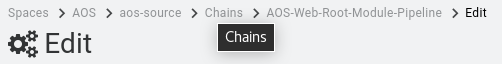 Spaces > AOS > aos-source > Chains > AOS-Web-Root-Module-Pipeline > Edit
Edit
Chains